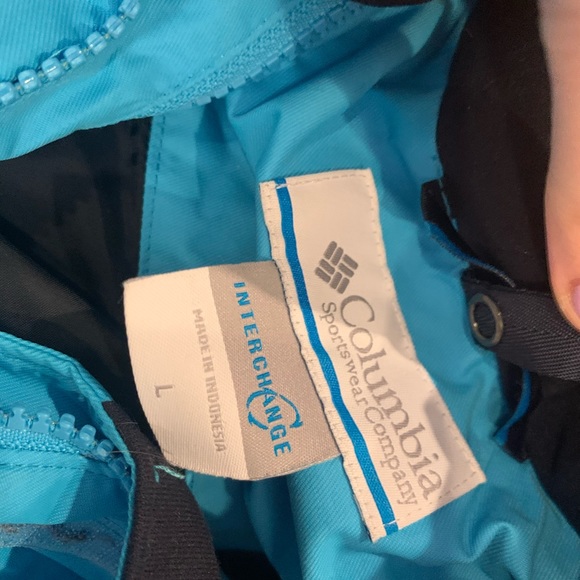 Columbia
Sportswear Company
INTERCHANGE
MADE IN INDONESIA
L